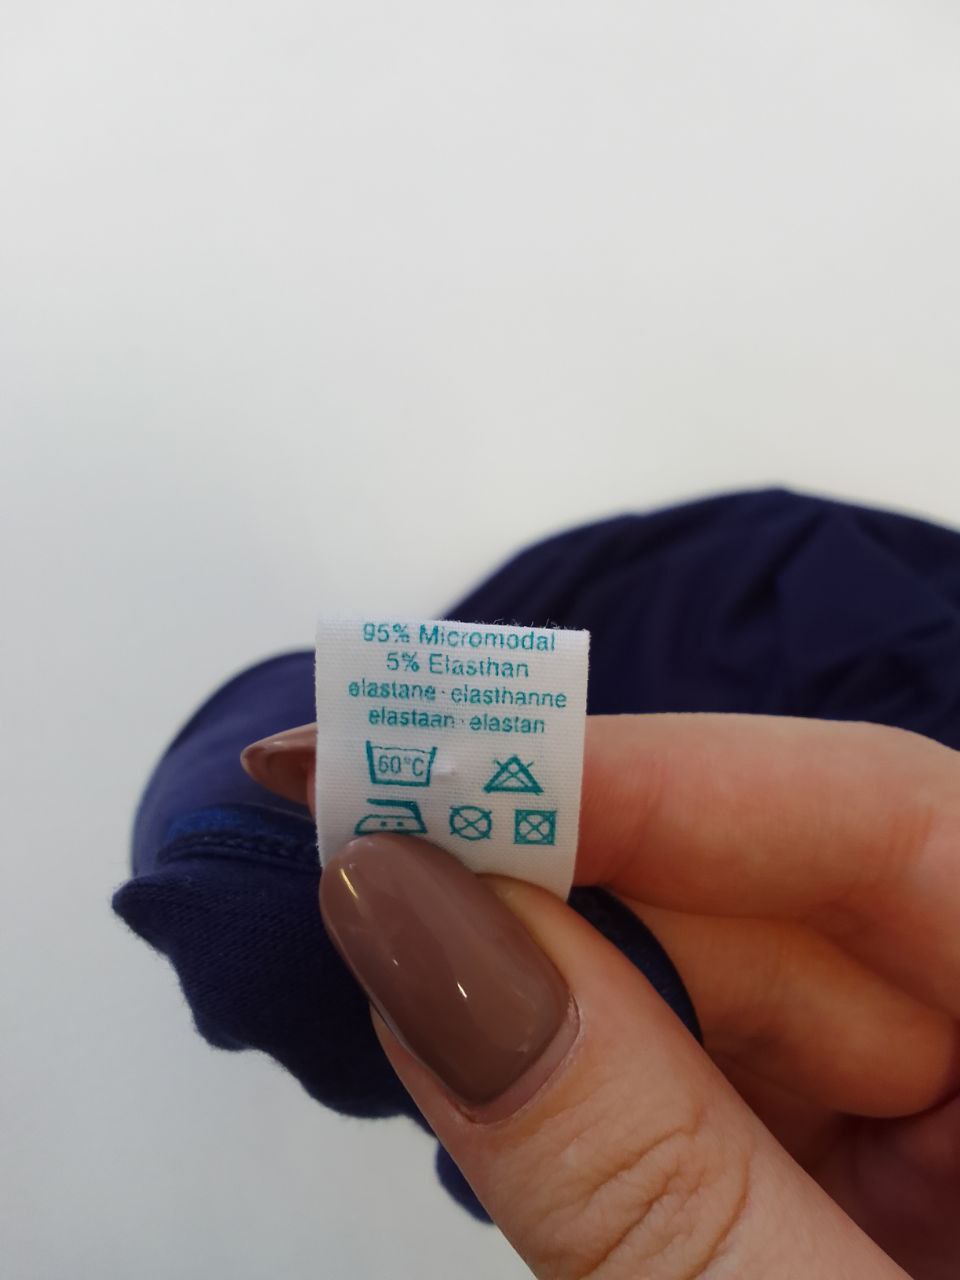 95% Micromodal
5% Elasthan
elastane · elasthanne
elastaan · elastan
60°C